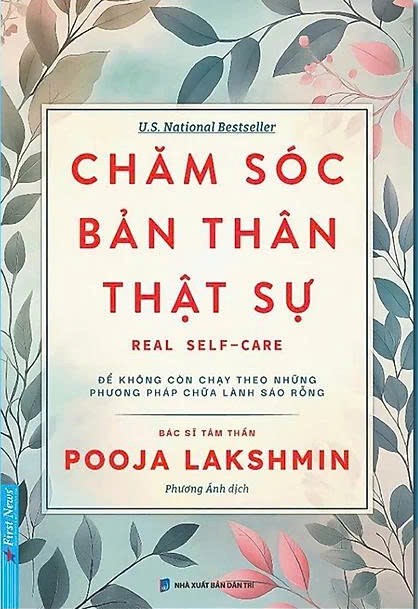 U.S. National Bestseller
CHĂM SÓC
BẢN THÂN
THẬT SỰ
REAL SELF-CARE
ĐỂ KHÔNG CÒN CHẠY THEO NHỮNG
PHƯƠNG PHÁP CHỮA LÀNH SÁO RỖNG
BÁC SĨ TÂM THẦN
POOJA LAKSHMIN
Phương Ánh dịch
First News
NHÀ XUẤT BẢN DÂN TRÍ